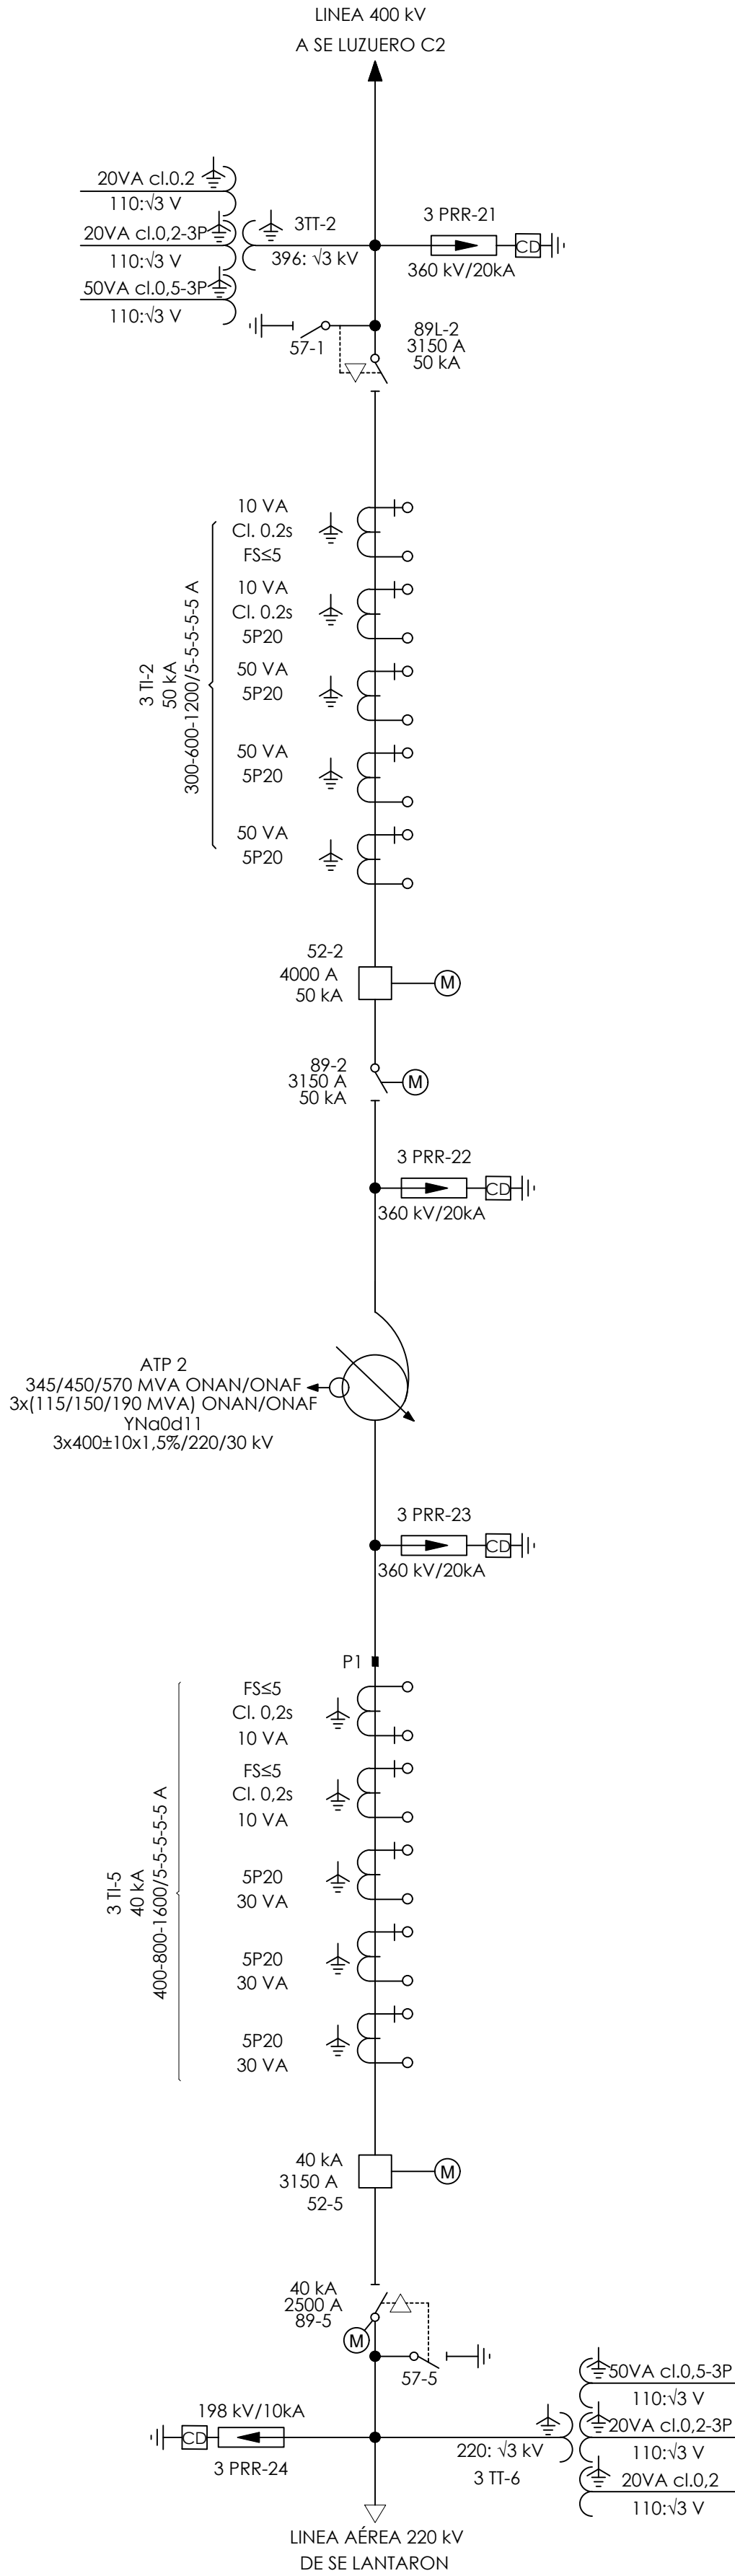 LINEA 400 kV
A SE LUZUERO C2
20VA cl.0.2
110:√3 V
20VA cl.0,2-3P
110:√3 V
50VA cl.0,5-3P
110:√3 V
3TT-2
396: √3 kV
3 PRR-21
CD
360 kV/20kA
57-1
89L-2
3150 A
50 kA
3 TI-2
50 kA
300-600-1200/5-5-5-5-5 A
10 VA
Cl. 0.2s
FS≤5
10 VA
Cl. 0.2s
5P20
50 VA
5P20
50 VA
5P20
50 VA
5P20
52-2
4000 A
50 kA
M
89-2
3150 A
50 kA
M
3 PRR-22
CD
360 kV/20kA
ATP 2
345/450/570 MVA ONAN/ONAF
3x(115/150/190 MVA) ONAN/ONAF
YNa0d11
3x400±10x1,5%/220/30 kV
3 PRR-23
CD
360 kV/20kA
P1
3 TI-5
40 kA
400-800-1600/5-5-5-5-5 A
FS≤5
Cl. 0,2s
10 VA
FS≤5
Cl. 0,2s
10 VA
5P20
30 VA
5P20
30 VA
5P20
30 VA
40 kA
3150 A
52-5
M
40 kA
2500 A
89-5
M
57-5
198 kV/10kA
CD
3 PRR-24
220: √3 kV
3 TT-6
50VA cl.0,5-3P
110:√3 V
20VA cl.0,2-3P
110:√3 V
20VA cl.0,2
110:√3 V
LINEA AÉREA 220 kV
DE SE LANTARON